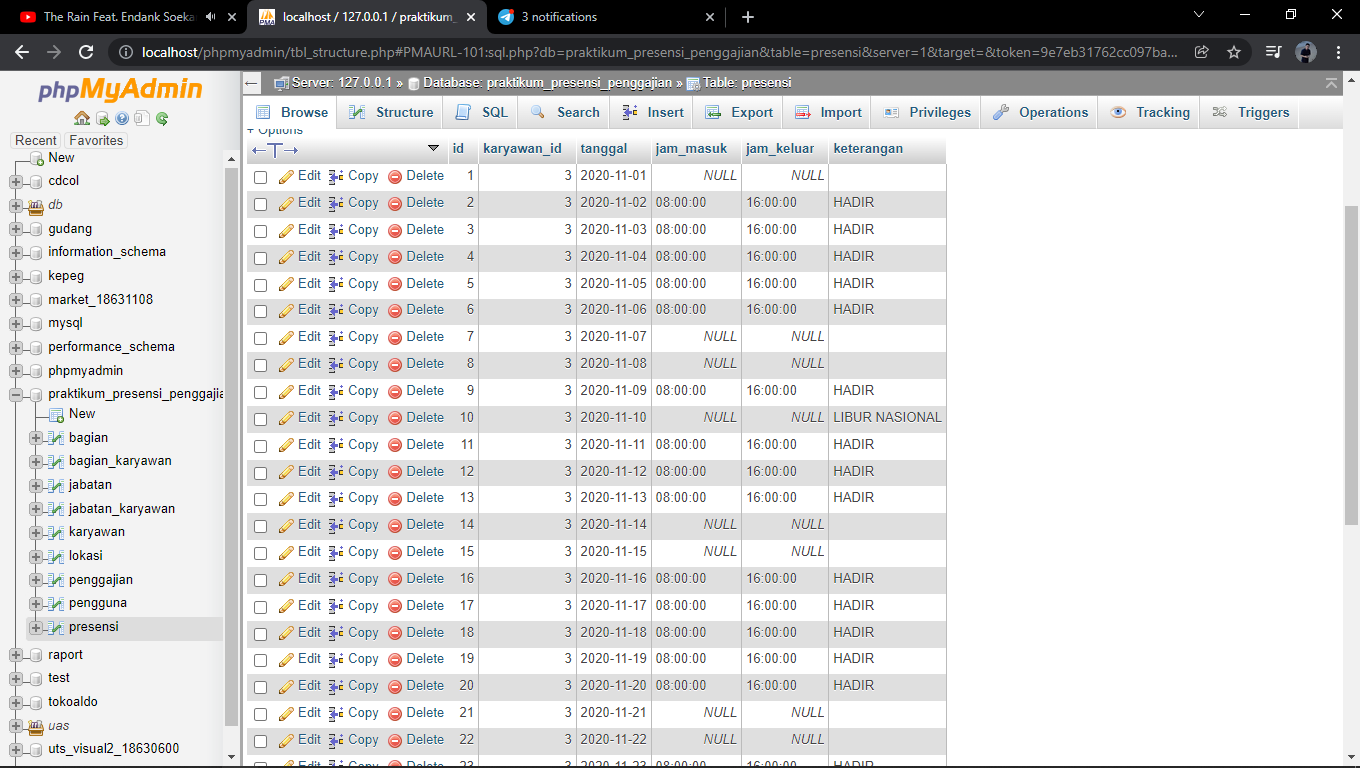 The Rain Feat. Endank Soeka
localhost / 127.0.0.1 / praktikum_
3 notifications
localhost/phpmyadmin/tbl_structure.php#PMAURL-101:sql.php?db=praktikum_presensi_penggajian&table=presensi&server=1&target=&token=9e7eb31762cc097ba...
phpMyAdmin
Recent Favorites
New
cdcol
db
gudang
information_schema
kepeg
market_18631108
mysql
performance_schema
phpmyadmin
praktikum_presensi_penggajia
New
bagian
bagian_karyawan
jabatan
jabatan_karyawan
karyawan
lokasi
penggajian
pengguna
presensi
raport
test
tokoaldo
uas
uts_visual2_18630600
Server: 127.0.0.1 » Database: praktikum_presensi_penggajian » Table: presensi
Browse Structure SQL Search Insert Export Import Privileges Operations Tracking Triggers
+ Options
←T→ id karyawan_id tanggal jam_masuk jam_keluar keterangan
Edit Copy Delete 1 3 2020-11-01 NULL NULL
Edit Copy Delete 2 3 2020-11-02 08:00:00 16:00:00 HADIR
Edit Copy Delete 3 3 2020-11-03 08:00:00 16:00:00 HADIR
Edit Copy Delete 4 3 2020-11-04 08:00:00 16:00:00 HADIR
Edit Copy Delete 5 3 2020-11-05 08:00:00 16:00:00 HADIR
Edit Copy Delete 6 3 2020-11-06 08:00:00 16:00:00 HADIR
Edit Copy Delete 7 3 2020-11-07 NULL NULL
Edit Copy Delete 8 3 2020-11-08 NULL NULL
Edit Copy Delete 9 3 2020-11-09 08:00:00 16:00:00 HADIR
Edit Copy Delete 10 3 2020-11-10 NULL NULL LIBUR NASIONAL
Edit Copy Delete 11 3 2020-11-11 08:00:00 16:00:00 HADIR
Edit Copy Delete 12 3 2020-11-12 08:00:00 16:00:00 HADIR
Edit Copy Delete 13 3 2020-11-13 08:00:00 16:00:00 HADIR
Edit Copy Delete 14 3 2020-11-14 NULL NULL
Edit Copy Delete 15 3 2020-11-15 NULL NULL
Edit Copy Delete 16 3 2020-11-16 08:00:00 16:00:00 HADIR
Edit Copy Delete 17 3 2020-11-17 08:00:00 16:00:00 HADIR
Edit Copy Delete 18 3 2020-11-18 08:00:00 16:00:00 HADIR
Edit Copy Delete 19 3 2020-11-19 08:00:00 16:00:00 HADIR
Edit Copy Delete 20 3 2020-11-20 08:00:00 16:00:00 HADIR
Edit Copy Delete 21 3 2020-11-21 NULL NULL
Edit Copy Delete 22 3 2020-11-22 NULL NULL
Edit Copy Delete 23 3 2020-11-23 08:00:00 16:00:00 HADIR